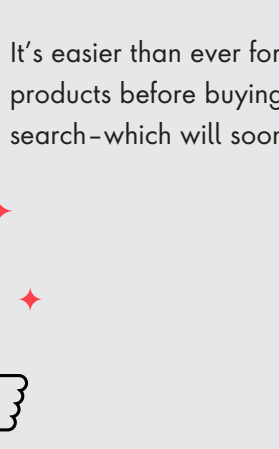 It's easier than ever for
products before buying
search–which will soon